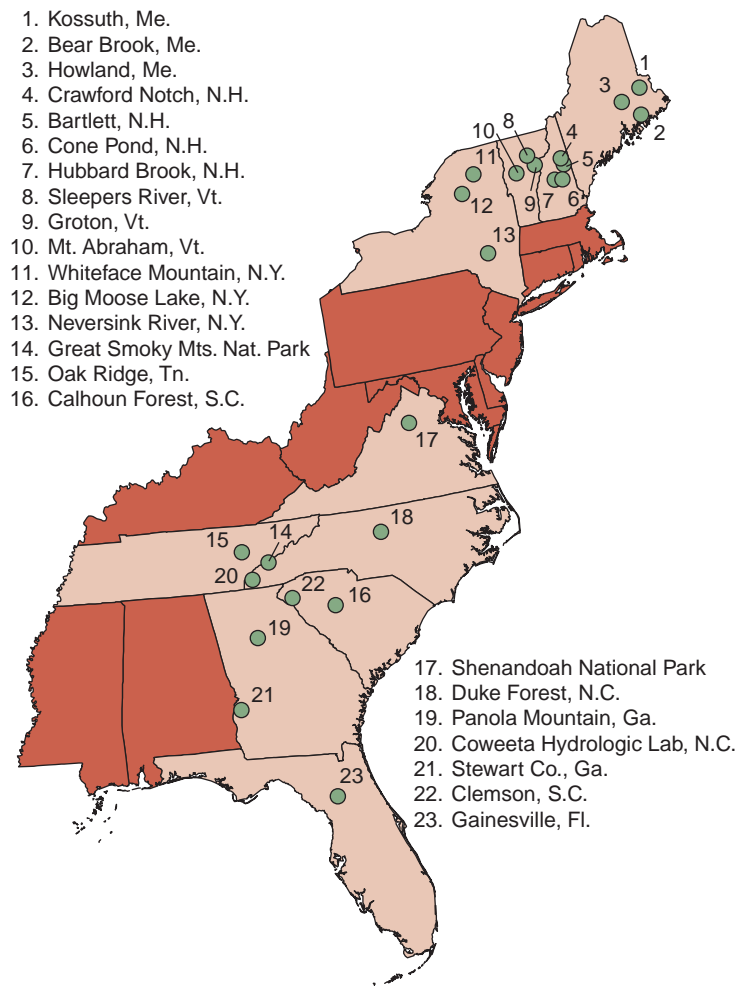 1. Kossuth, Me.
2. Bear Brook, Me.
3. Howland, Me.
4. Crawford Notch, N.H.
5. Bartlett, N.H.
6. Cone Pond, N.H.
7. Hubbard Brook, N.H.
8. Sleepers River, Vt.
9. Groton, Vt.
10. Mt. Abraham, Vt.
11. Whiteface Mountain, N.Y.
12. Big Moose Lake, N.Y.
13. Neversink River, N.Y.
14. Great Smoky Mts. Nat. Park
15. Oak Ridge, Tn.
16. Calhoun Forest, S.C.
1
3
2
8
4
10
5
11
9
7
6
12
13
17
18
14
15
20
22
16
19
21
23
17. Shenandoah National Park
18. Duke Forest, N.C.
19. Panola Mountain, Ga.
20. Coweeta Hydrologic Lab, N.C.
21. Stewart Co., Ga.
22. Clemson, S.C.
23. Gainesville, Fl.